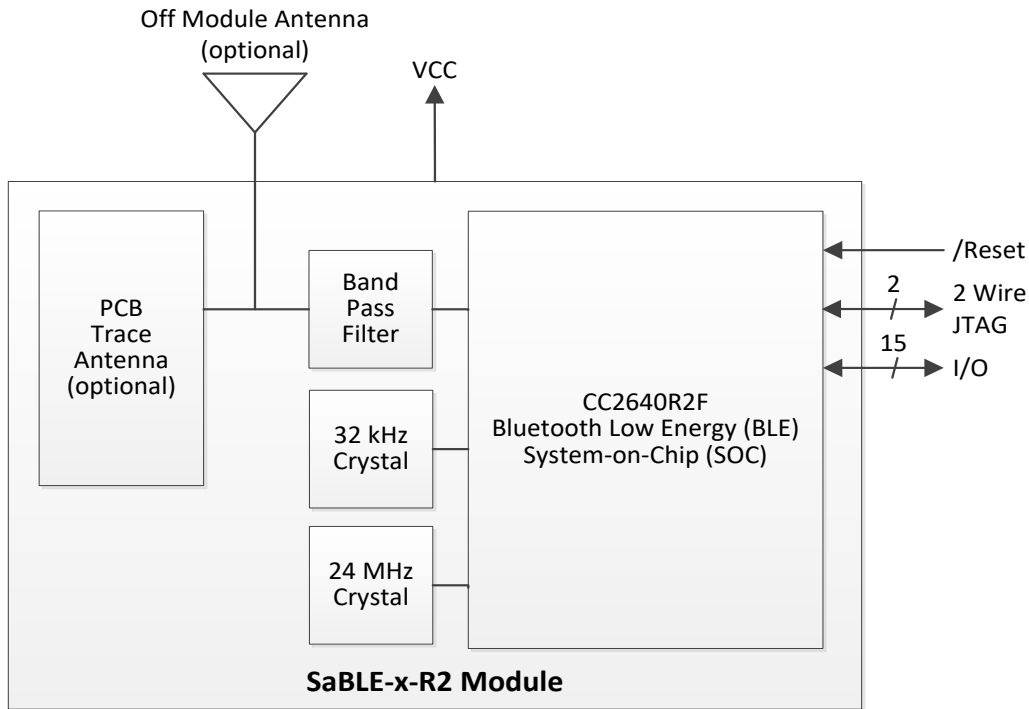 Off Module Antenna
(optional)
VCC
PCB
Trace
Antenna
(optional)
Band
Pass
Filter
32 kHz
Crystal
24 MHz
Crystal
CC2640R2F
Bluetooth Low Energy (BLE)
System-on-Chip (SOC)
/Reset
2
2 Wire
JTAG
15
I/O
SaBLE-x-R2 Module